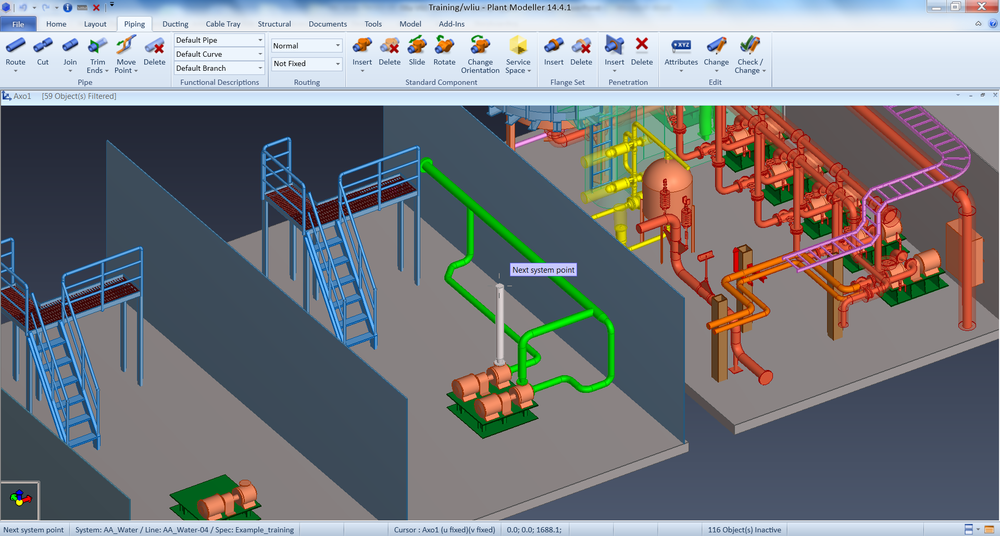 Training/wliu - Plant Modeller 14.4.1
File Home Layout Piping Ducting Cable Tray Structural Documents Tools Model Add-Ins
Route Cut Join Trim Ends Move Point Delete
Pipe
Default Pipe
Default Curve
Default Branch
Functional Descriptions
Normal
Not Fixed
Routing
Insert Delete Slide Rotate Change Orientation Service Space
Standard Component
Insert Delete
Flange Set
Insert Delete
Penetration
XYZ
Attributes Change Check / Change
Edit
Axo1 [59 Object(s) Filtered]
Next system point
Next system point System: AA_Water / Line: AA_Water-04 / Spec: Example_training Cursor : Axo1 (u fixed)(v fixed) 0.0; 0.0; 1688.1; 116 Object(s) Inactive